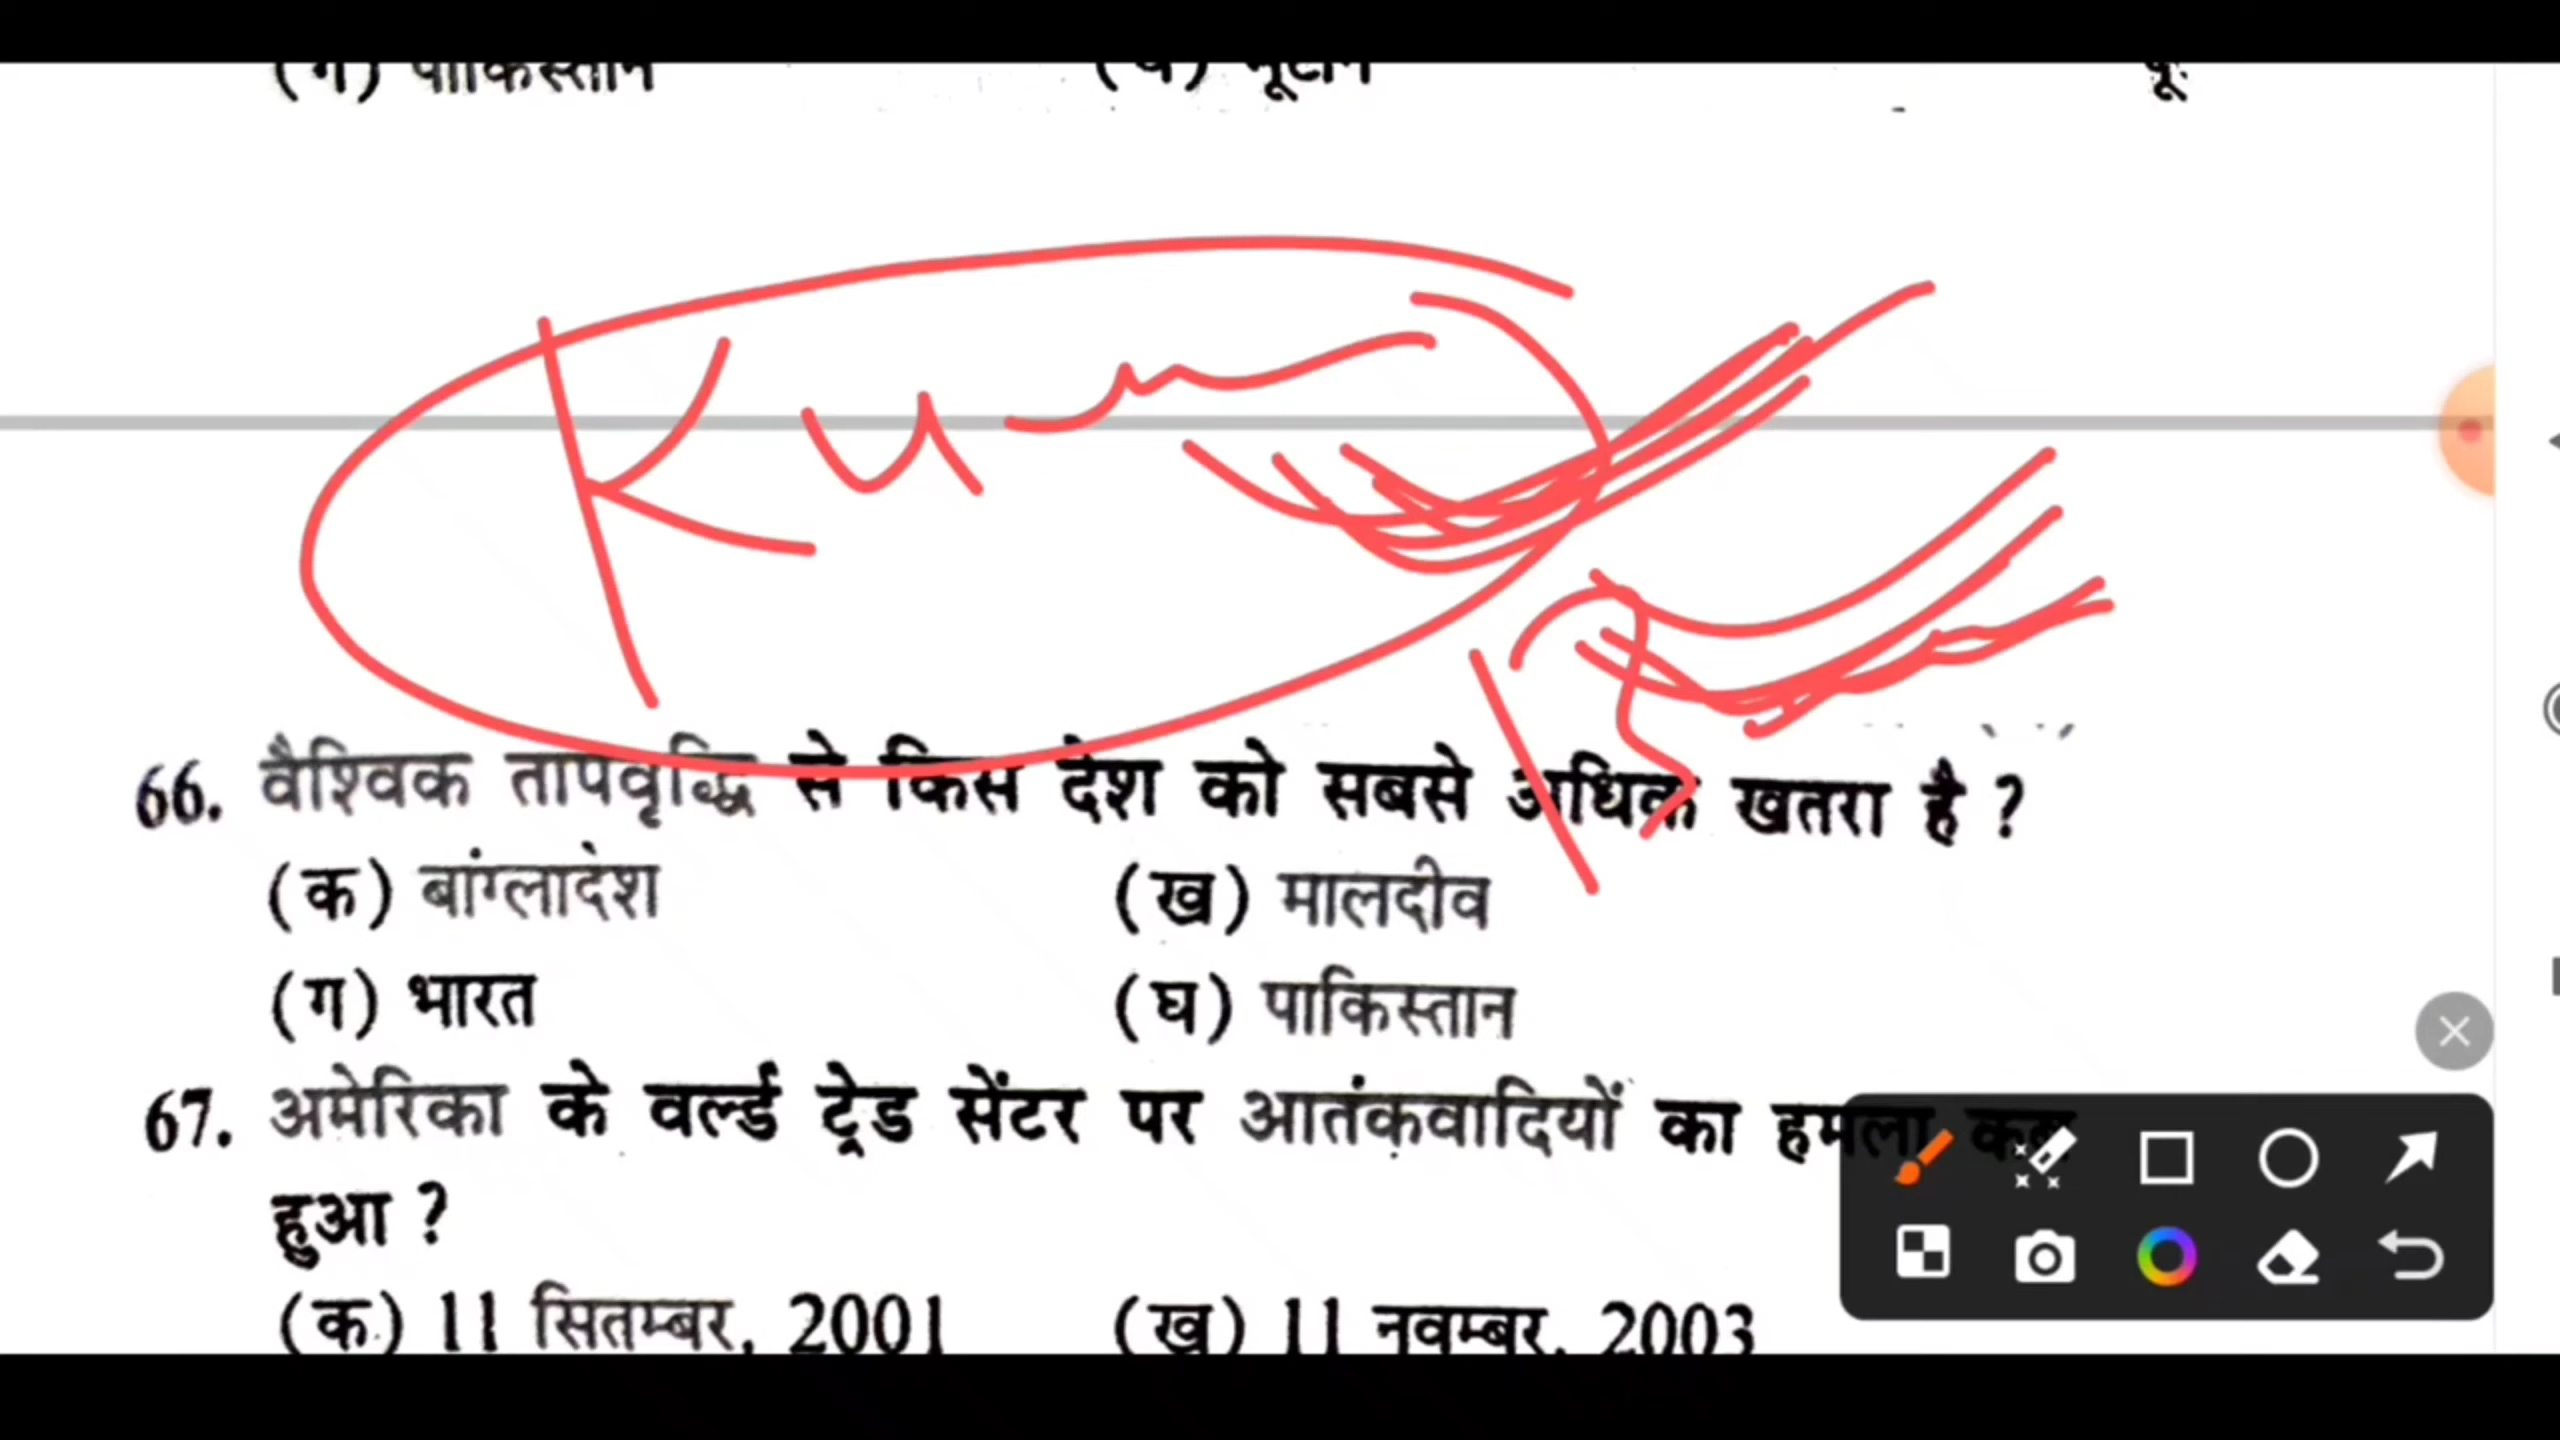 (ग) पाकिस्तान (घ) भूटान
66. वैश्विक तापवृद्धि से किस देश को सबसे अधिक खतरा है ?
(क) बांग्लादेश (ख) मालदीव
(ग) भारत (घ) पाकिस्तान
67. अमेरिका के वर्ल्ड ट्रेड सेंटर पर आतंकवादियों का हमला कब
हुआ ?
(क) 11 सितम्बर, 2001 (ख) 11 नवम्बर, 2003